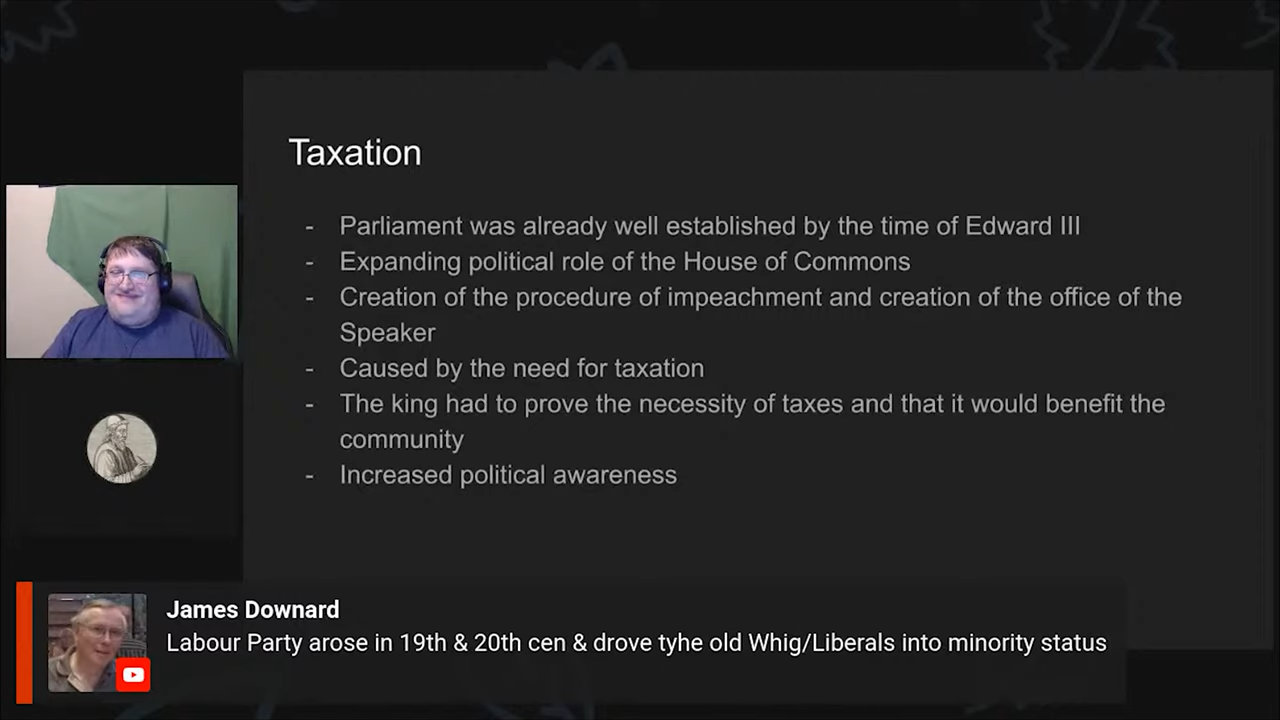 Taxation
- Parliament was already well established by the time of Edward III
- Expanding political role of the House of Commons
- Creation of the procedure of impeachment and creation of the office of the
Speaker
- Caused by the need for taxation
- The king had to prove the necessity of taxes and that it would benefit the
community
- Increased political awareness
James Downard
Labour Party arose in 19th & 20th cen & drove tyhe old Whig/Liberals into minority status